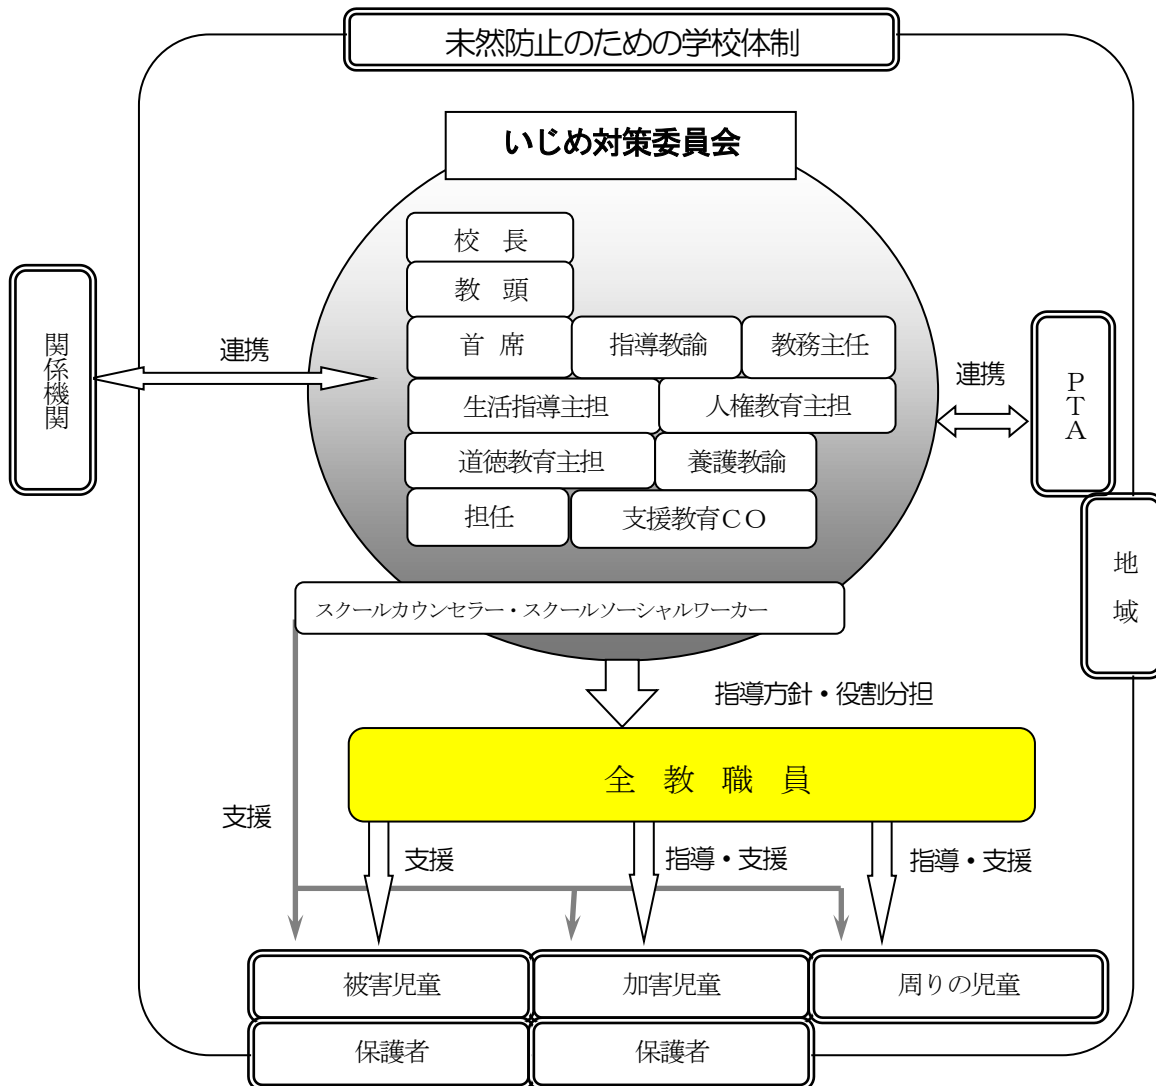 未然防止のための学校体制
いじめ対策委員会
校　長
教　頭
首 席
指導教諭
教務主任
生活指導主担
人権教育主担
道徳教育主担
養護教諭
担任
支援教育ＣＯ
スクールカウンセラー・スクールソーシャルワーカー
関係機関
連携
連携
ＰＴＡ
地　域
指導方針・役割分担
全　教　職　員
支援
支援
指導・支援
指導・支援
被害児童
加害児童
周りの児童
保護者
保護者